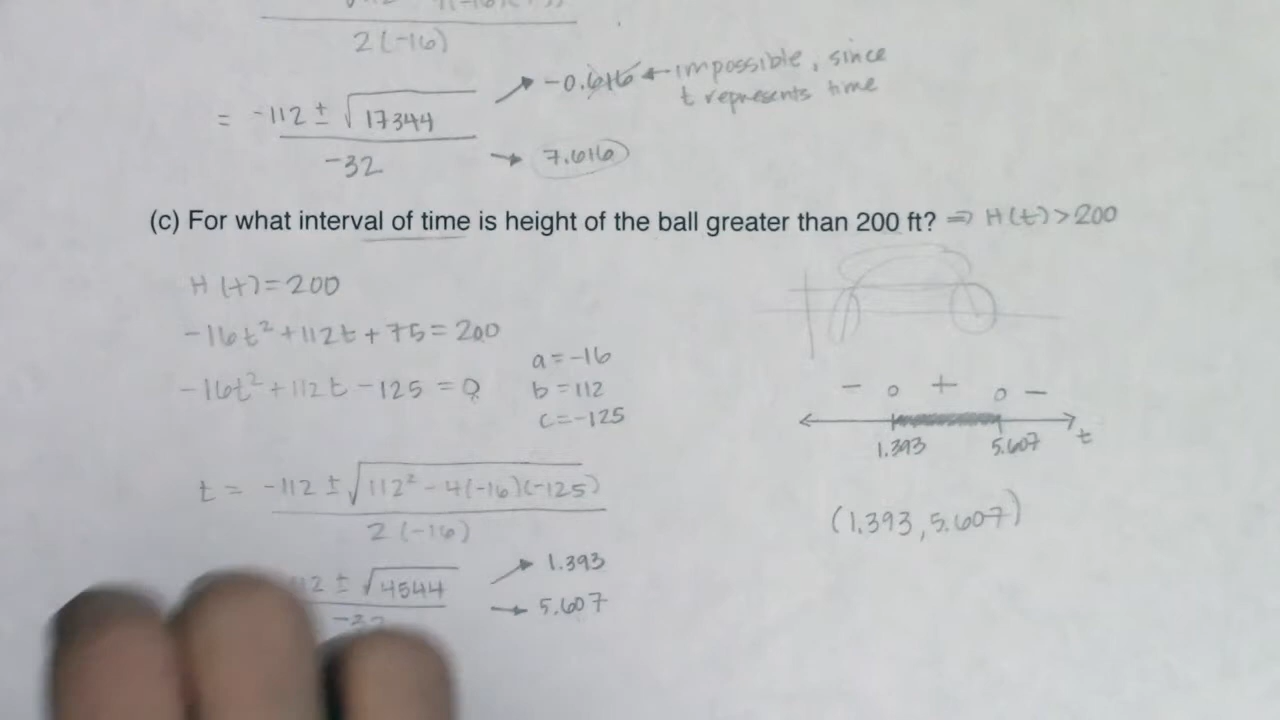 2(-16)
= -112 ± √17344
-32
-0.616 ← impossible, since
t represents time
7.616
(c) For what interval of time is height of the ball greater than 200 ft? ⇒ H(t) > 200
H(t) = 200
-16t² + 112t + 75 = 200
-16t² + 112t - 125 = 0
a = -16
b = 112
c = -125
t = -112 ± √112² - 4(-16)(-125)
2(-16)
12 ± √4544
-32
1.393
5.607
− 0 + 0 −
1.393 5.607 t
(1.393, 5.607)